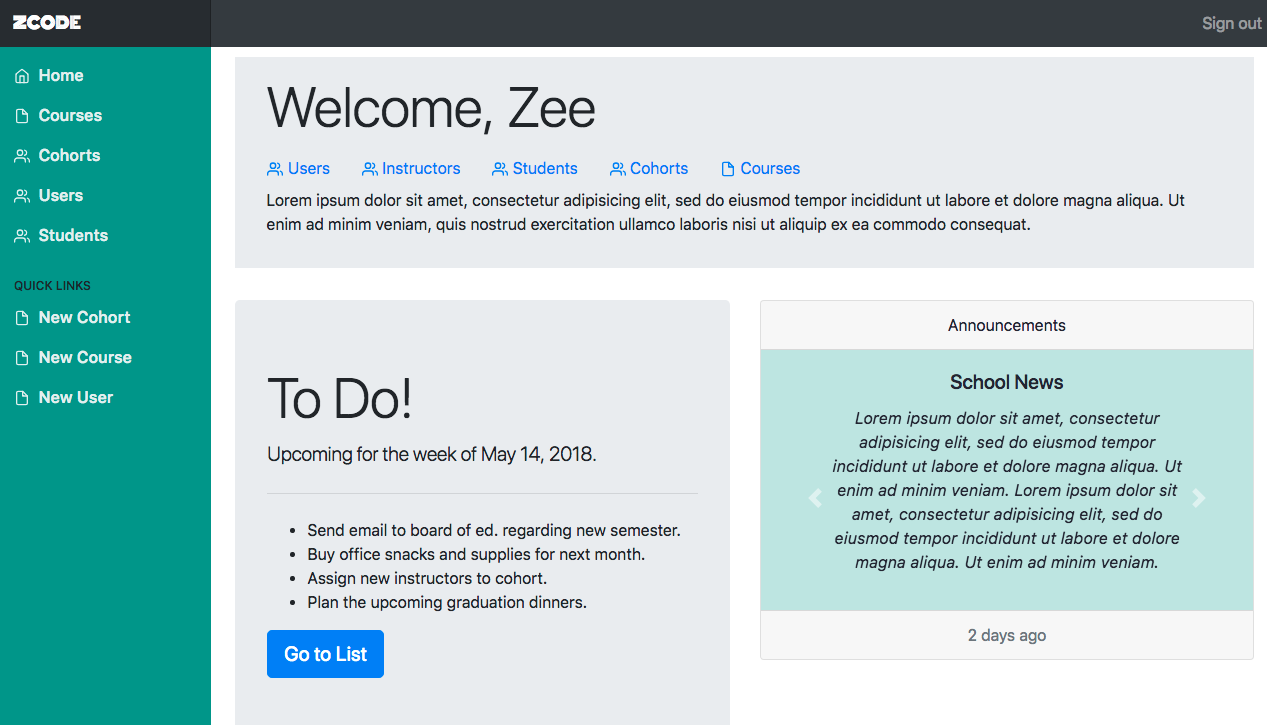 ZCODE
Sign out
Home
Courses
Cohorts
Users
Students
QUICK LINKS
New Cohort
New Course
New User
Welcome, Zee
Users Instructors Students Cohorts Courses
Lorem ipsum dolor sit amet, consectetur adipisicing elit, sed do eiusmod tempor incididunt ut labore et dolore magna aliqua. Ut
enim ad minim veniam, quis nostrud exercitation ullamco laboris nisi ut aliquip ex ea commodo consequat.
To Do!
Upcoming for the week of May 14, 2018.
Send email to board of ed. regarding new semester.
Buy office snacks and supplies for next month.
Assign new instructors to cohort.
Plan the upcoming graduation dinners.
Go to List
Announcements
School News
Lorem ipsum dolor sit amet, consectetur
adipisicing elit, sed do eiusmod tempor
incididunt ut labore et dolore magna aliqua. Ut
enim ad minim veniam. Lorem ipsum dolor sit
amet, consectetur adipisicing elit, sed do
eiusmod tempor incididunt ut labore et dolore
magna aliqua. Ut enim ad minim veniam.
2 days ago